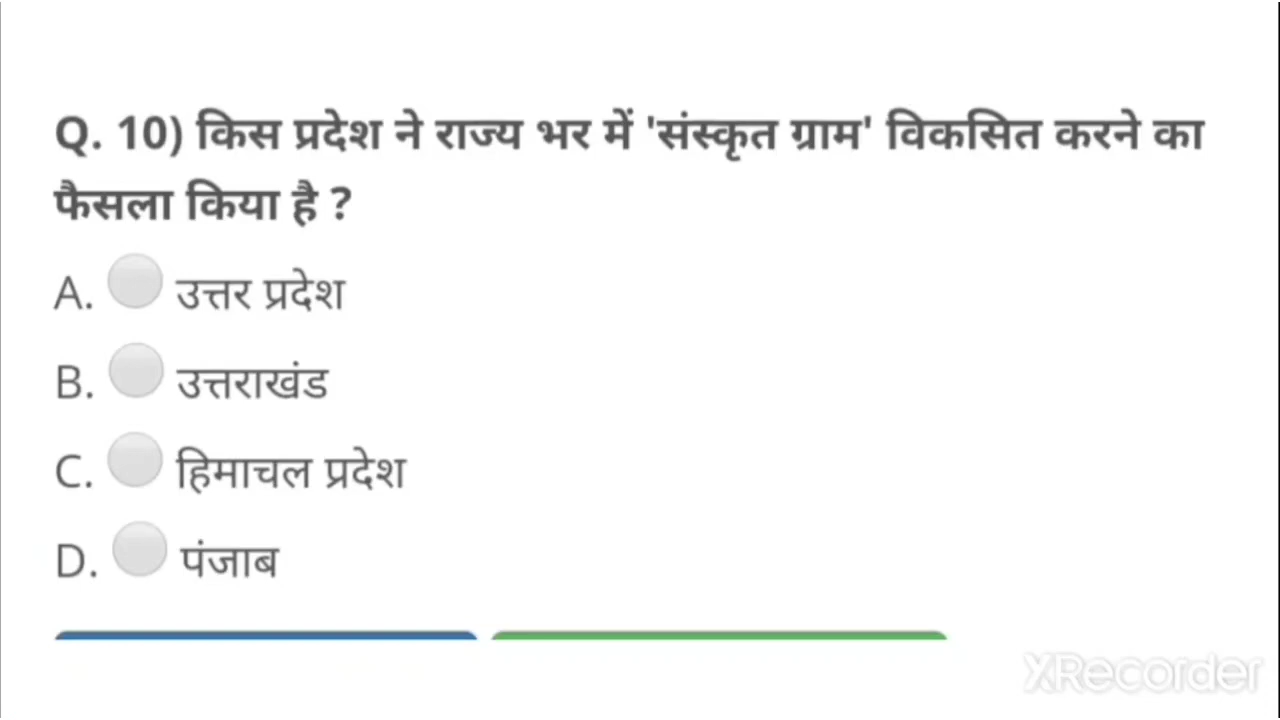 Q. 10) किस प्रदेश ने राज्य भर में 'संस्कृत ग्राम' विकसित करने का
फैसला किया है ?
A. उत्तर प्रदेश
B. उत्तराखंड
C. हिमाचल प्रदेश
D. पंजाब
XRecorder